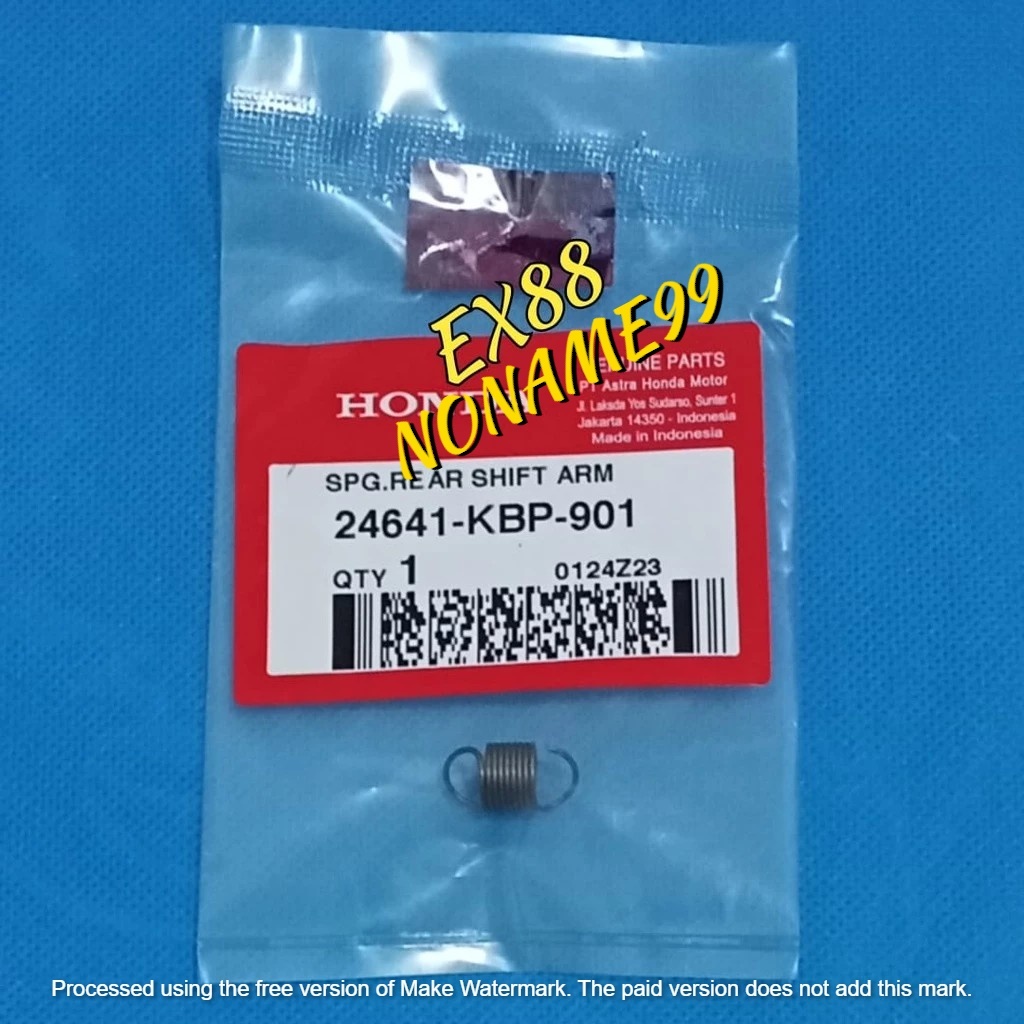 EX88
NONAME99
HONDA
GENUINE PARTS
PT Astra Honda Motor
Jl. Laksda Yos Sudarso, Sunter 1
Jakarta 14350 - Indonesia
Made in Indonesia
SPG.REAR SHIFT ARM
24641-KBP-901
QTY 1 0124Z23
Processed using the free version of Make Watermark. The paid version does not add this mark.